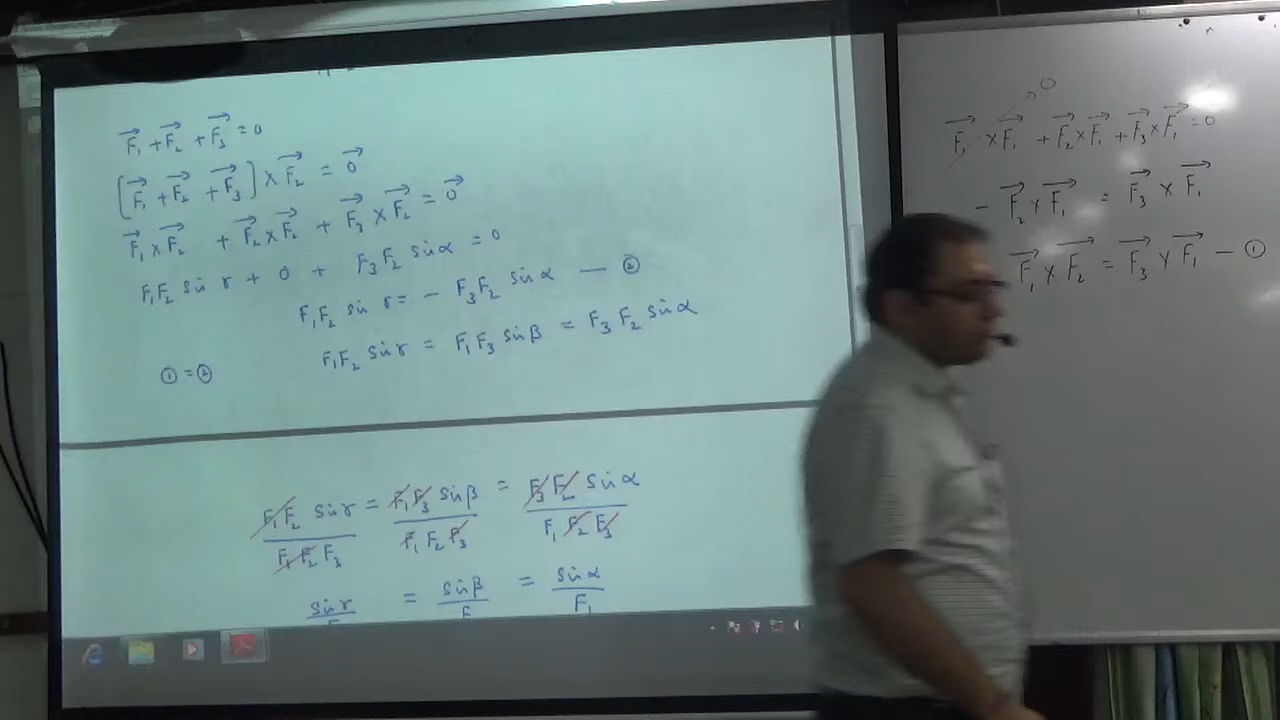 F₁⃗ + F₂⃗ + F₃⃗ = 0
[F₁⃗ + F₂⃗ + F₃⃗] × F₂⃗ = 0⃗
F₁⃗ × F₂⃗ + F₂⃗ × F₂⃗ + F₃⃗ × F₂⃗ = 0⃗
F₁F₂ sin γ + 0 + F₃F₂ sin α = 0
F₁F₂ sin γ = − F₃F₂ sin α — ②
F₁F₂ sin γ = F₁F₃ sin β = F₃F₂ sin α
① = ②
F₁F₂ sin γ / F₁F₂F₃ = F₁F₃ sin β / F₁F₂F₃ = F₃F₂ sin α / F₁F₂F₃
sin γ / F = sin β / F = sin α / F₁
0
F₁⃗ × F₁⃗ + F₂⃗ × F₁⃗ + F₃⃗ × F₁⃗ = 0
− F₂⃗ × F₁⃗ = F₃⃗ × F₁⃗
F₁⃗ × F₂⃗ = F₃⃗ × F₁⃗ — ①